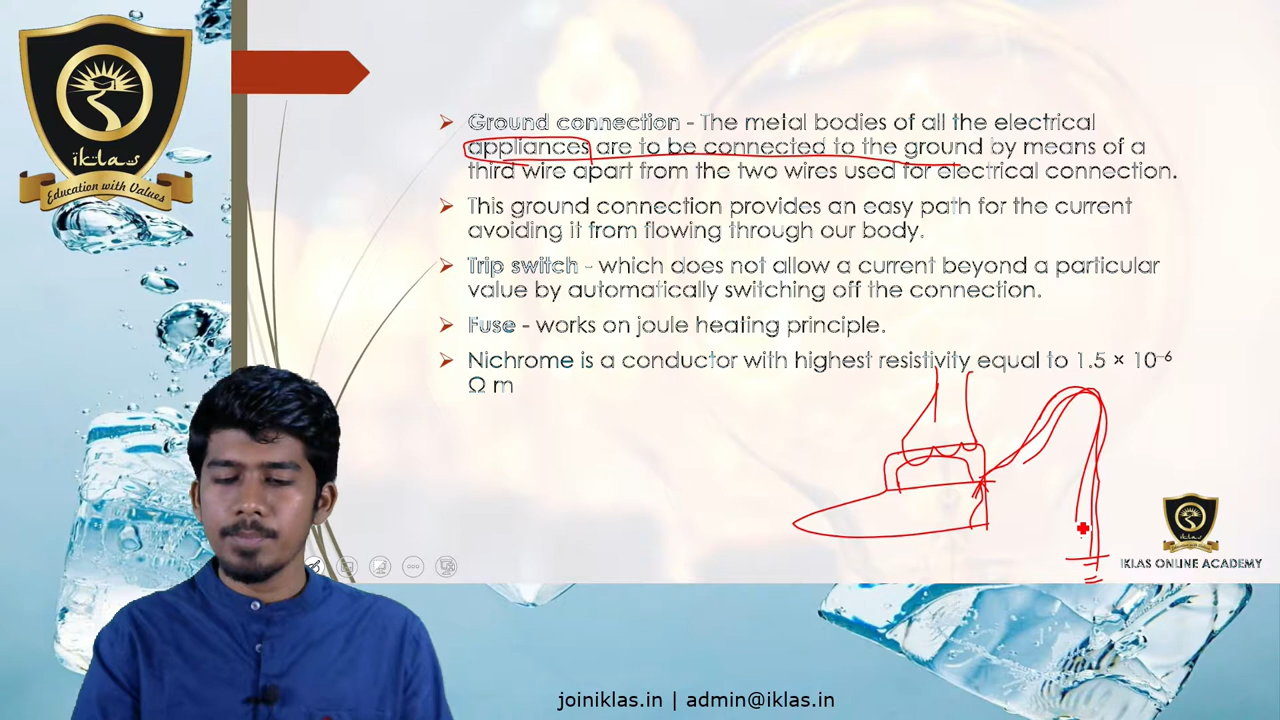 iklas
Education with Values
Ground connection - The metal bodies of all the electrical
appliances are to be connected to the ground by means of a
third wire apart from the two wires used for electrical connection.
This ground connection provides an easy path for the current
avoiding it from flowing through our body.
Trip switch - which does not allow a current beyond a particular
value by automatically switching off the connection.
Fuse - works on joule heating principle.
Nichrome is a conductor with highest resistivity equal to 1.5 × 10⁻⁶
Ω m
iklas
IKLAS ONLINE ACADEMY
joiniklas.in | admin@iklas.in